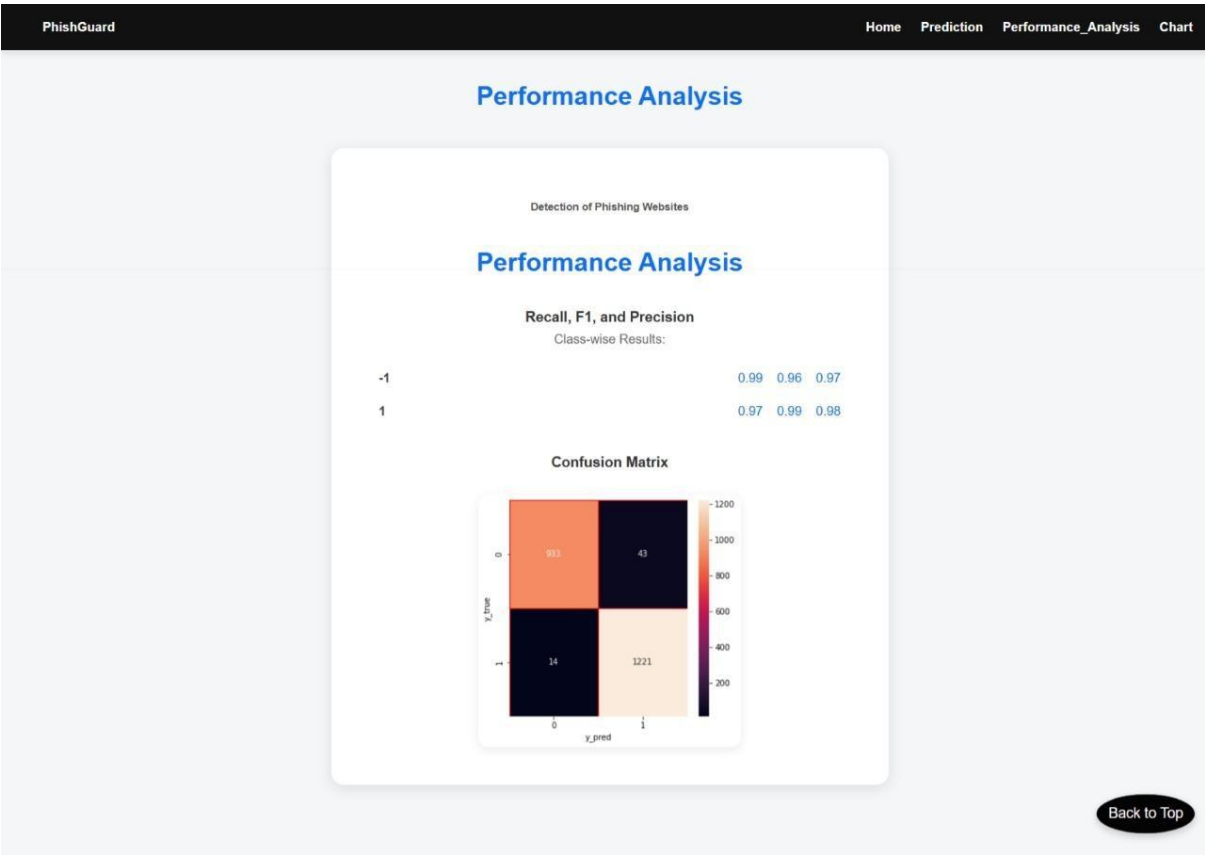 PhishGuard Home Prediction Performance_Analysis Chart
Performance Analysis
Detection of Phishing Websites
Performance Analysis
Recall, F1, and Precision
Class-wise Results:
-1 0.99 0.96 0.97
1 0.97 0.99 0.98
Confusion Matrix
1200
1000
800
600
400
200
0 933 43
y_true
1 14 1221
0 1
y_pred
Back to Top